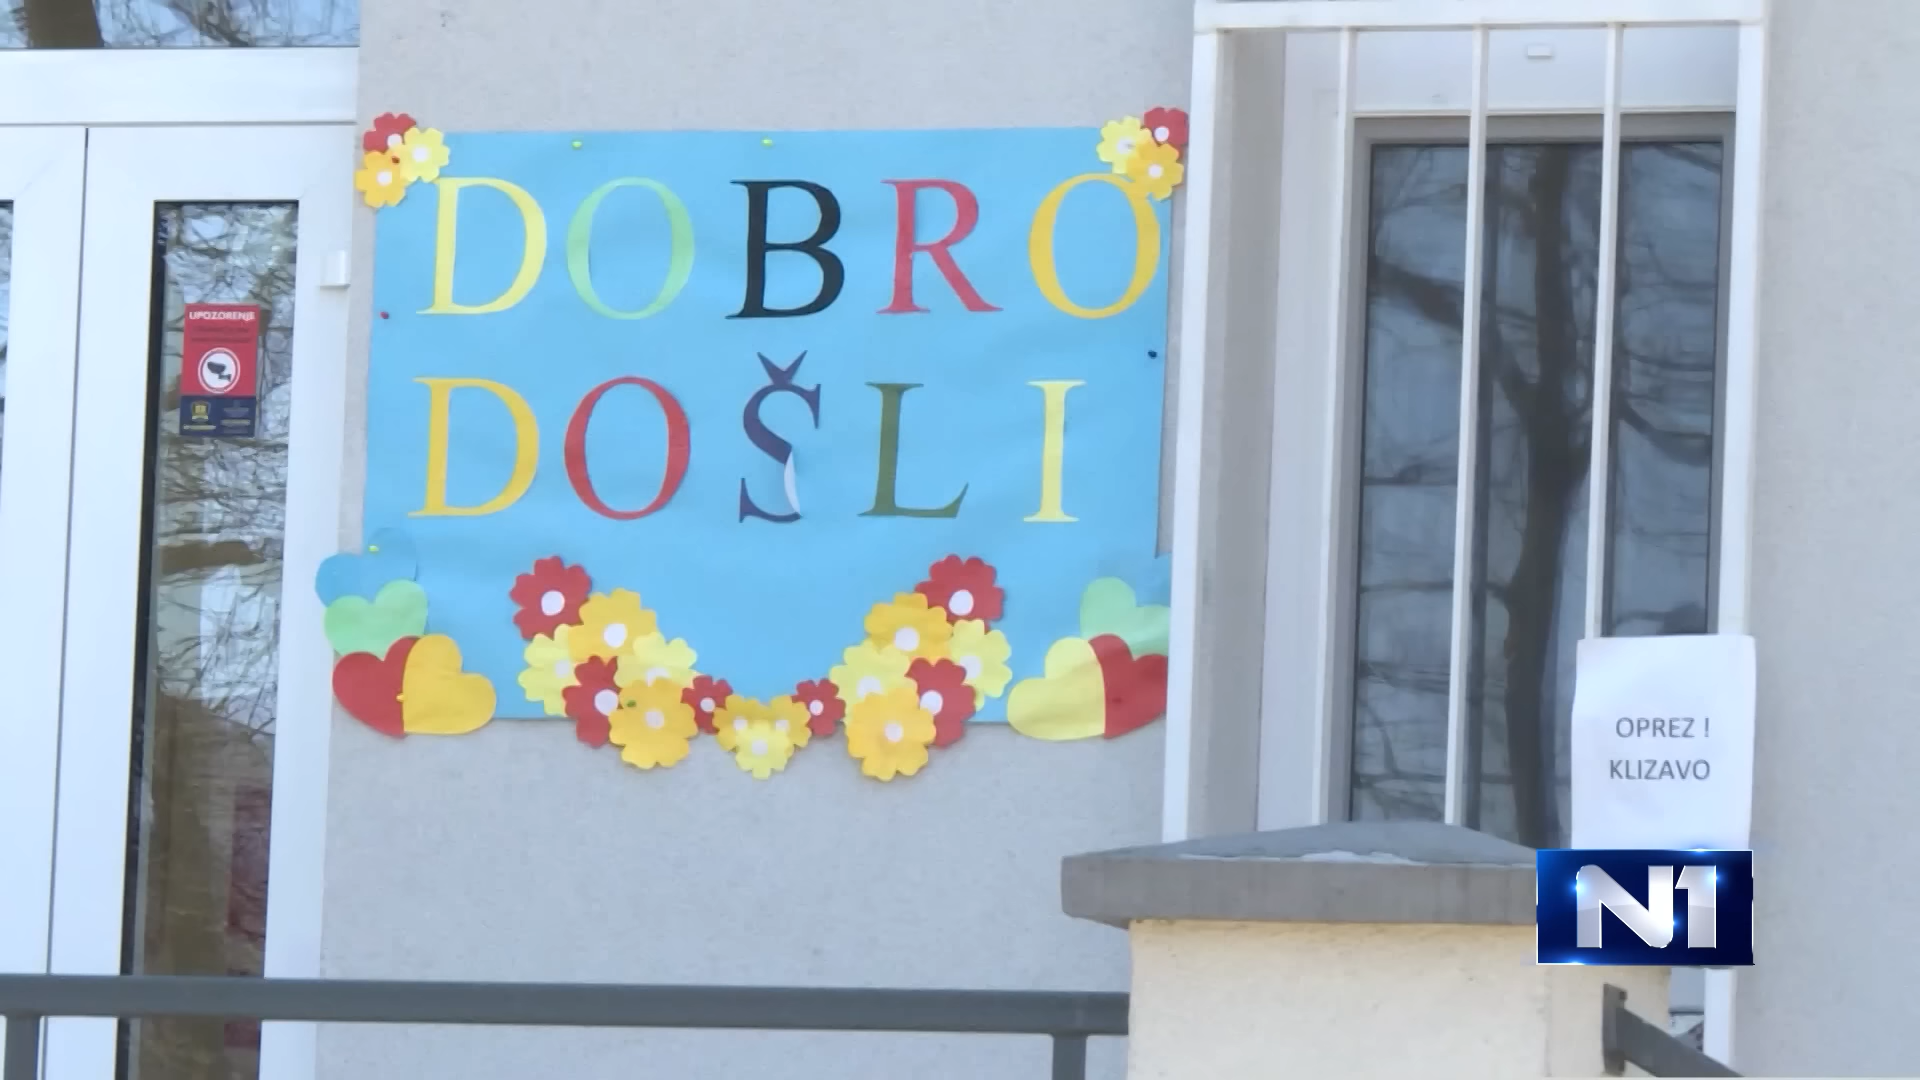 DOBRO
DOŠLI
UPOZORENJE
OPREZ !
KLIZAVO
N1